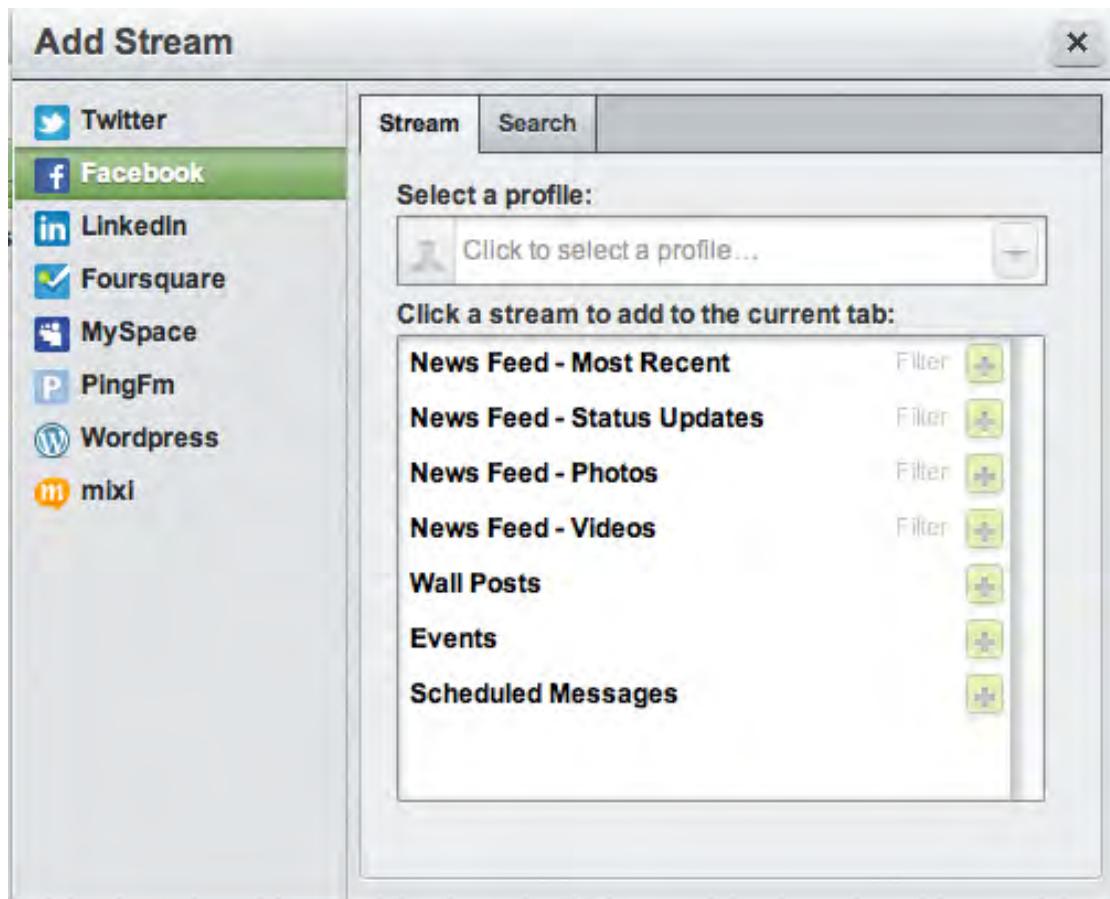 Add Stream
Twitter
Facebook
LinkedIn
Foursquare
MySpace
PingFm
Wordpress
mixi
Stream Search
Select a profile:
Click to select a profile...
Click a stream to add to the current tab:
News Feed - Most Recent Filter
News Feed - Status Updates Filter
News Feed - Photos Filter
News Feed - Videos Filter
Wall Posts
Events
Scheduled Messages